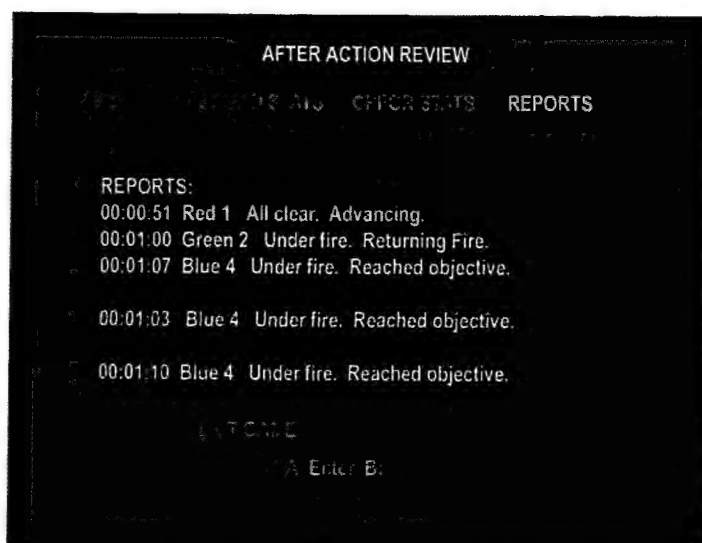 AFTER ACTION REVIEW
REPORTS
REPORTS:
00:00:51 Red 1 All clear. Advancing.
00:01:00 Green 2 Under fire. Returning Fire.
00:01:07 Blue 4 Under fire. Reached objective.
00:01:03 Blue 4 Under fire. Reached objective.
00:01:10 Blue 4 Under fire. Reached objective.
A Enter B: